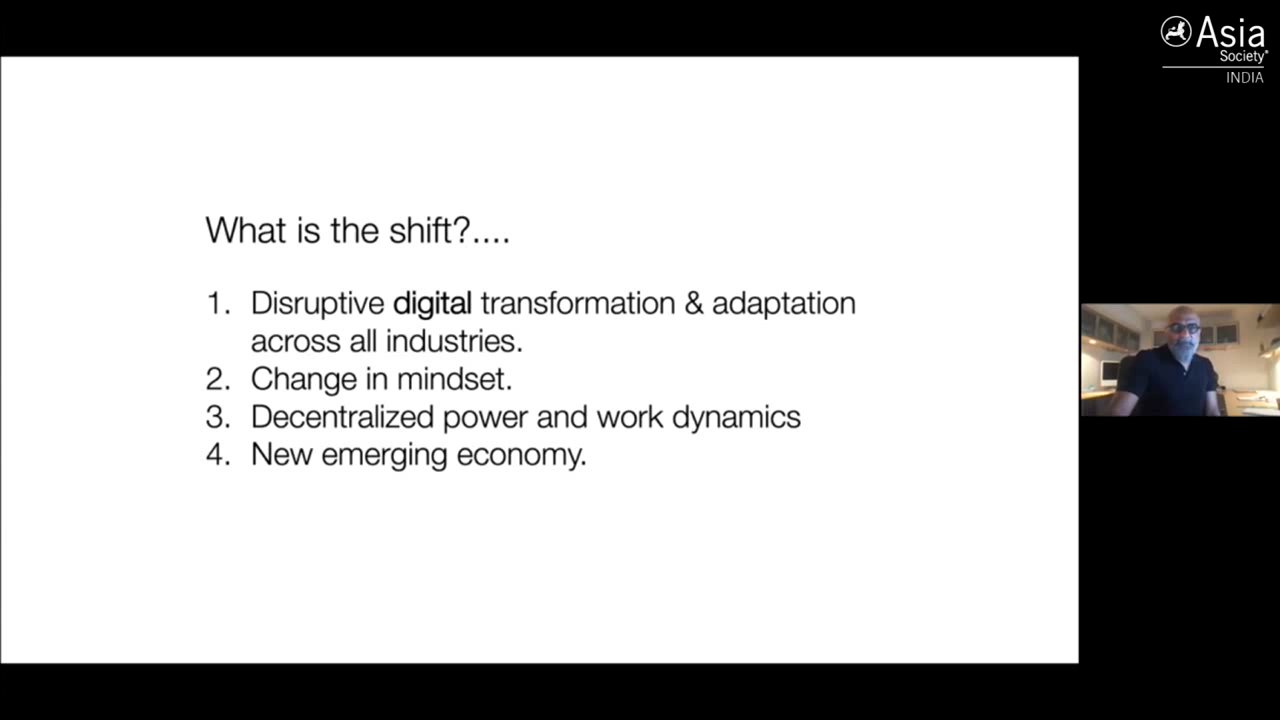 Asia
Society®
INDIA
What is the shift?....
1. Disruptive digital transformation & adaptation
across all industries.
2. Change in mindset.
3. Decentralized power and work dynamics
4. New emerging economy.